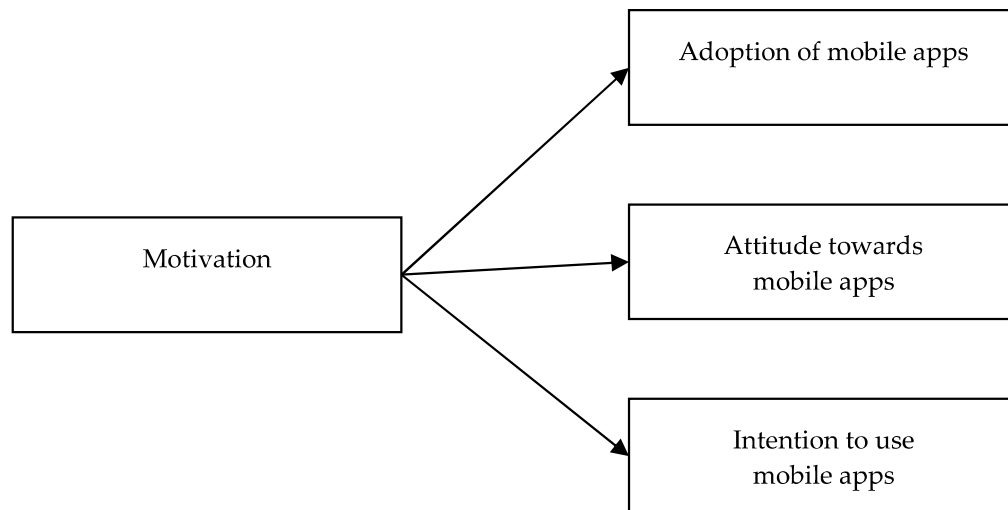 Adoption of mobile apps
Motivation
Attitude towards
mobile apps
Intention to use
mobile apps